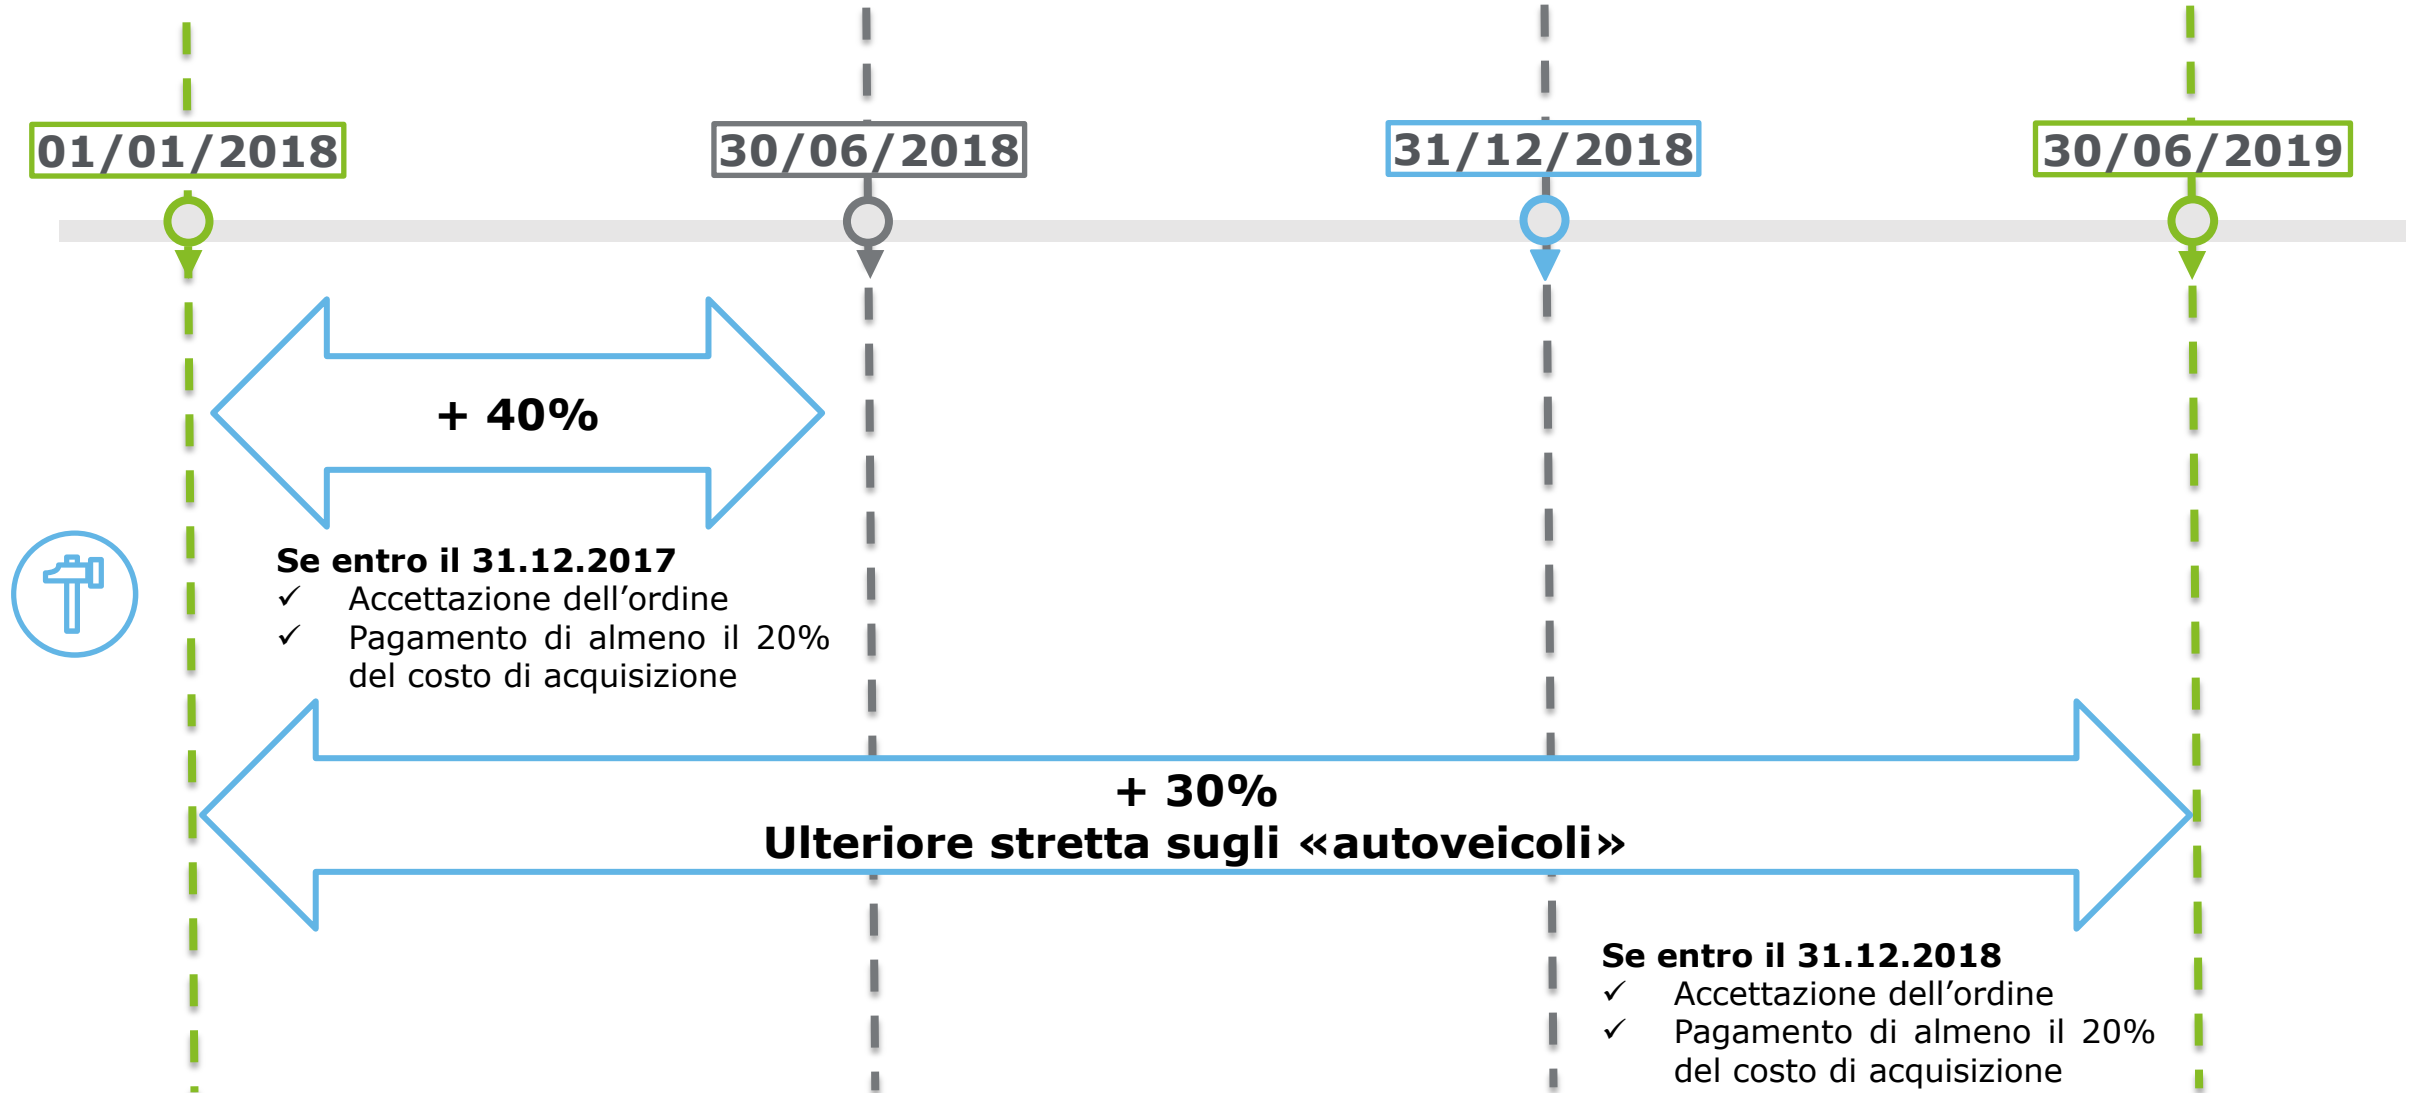 01/01/2018
30/06/2018
31/12/2018
30/06/2019
+ 40%
Se entro il 31.12.2017
✓ Accettazione dell’ordine
✓ Pagamento di almeno il 20%
del costo di acquisizione
+ 30%
Ulteriore stretta sugli «autoveicoli»
Se entro il 31.12.2018
✓ Accettazione dell’ordine
✓ Pagamento di almeno il 20%
del costo di acquisizione